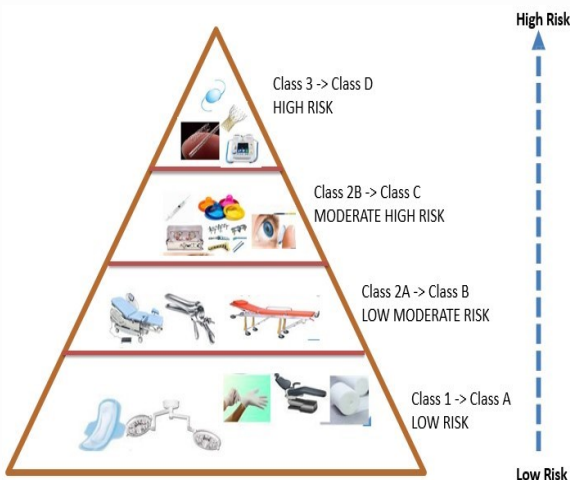 High Risk
Class 3 -> Class D
HIGH RISK
Class 2B -> Class C
MODERATE HIGH RISK
Class 2A -> Class B
LOW MODERATE RISK
Class 1 -> Class A
LOW RISK
Low Risk